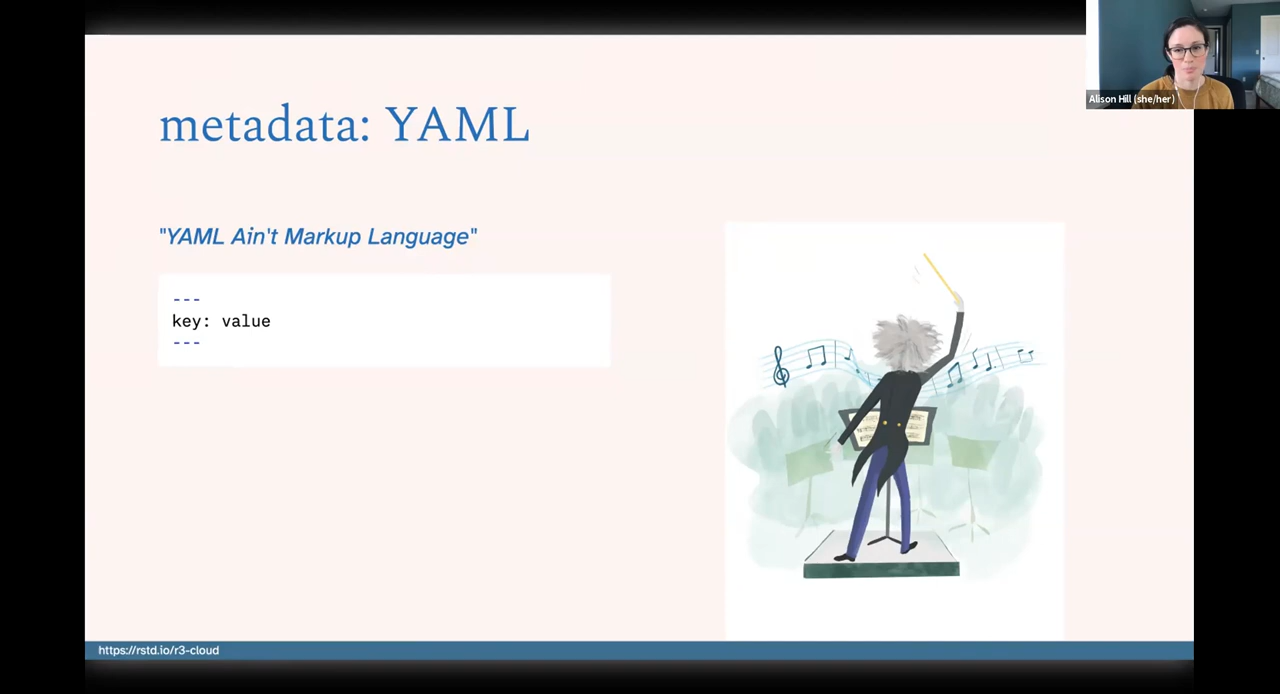 metadata: YAML
Alison Hill (she/her)
"YAML Ain't Markup Language"
---
key: value
---
https://rstd.io/r3-cloud